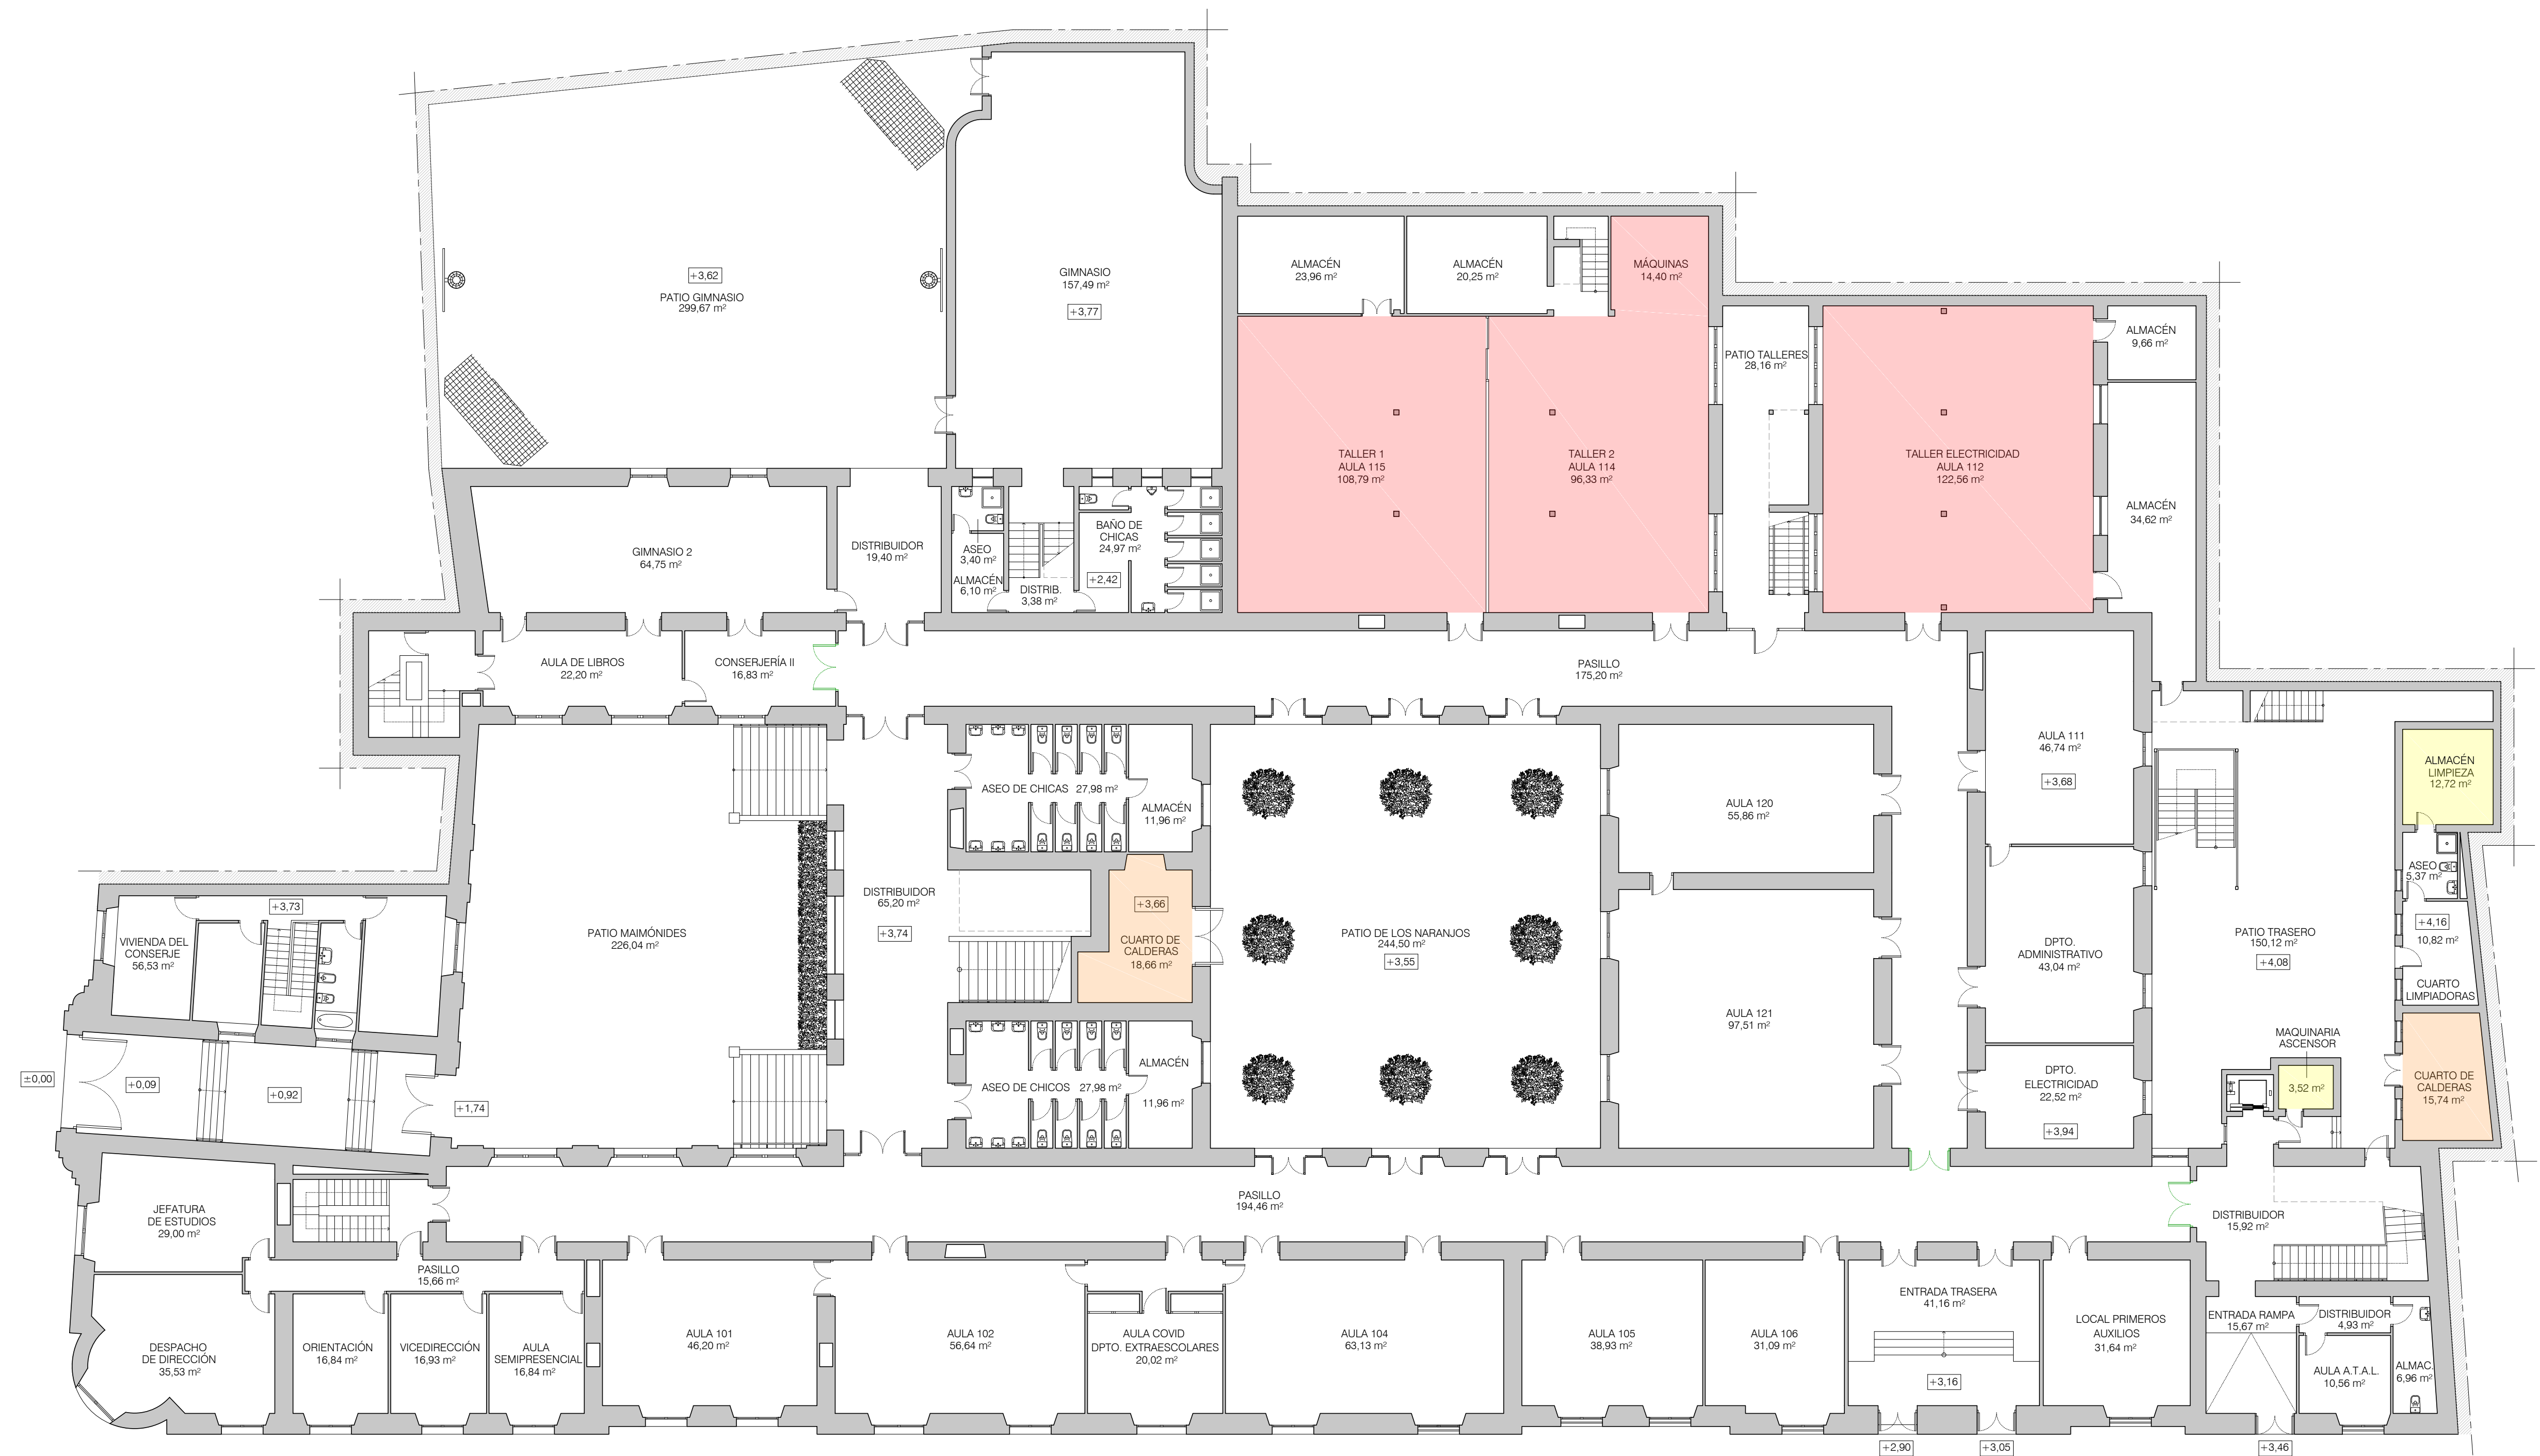 +3,62
PATIO GIMNASIO
299,67 m²
GIMNASIO
157,49 m²
+3,77
ALMACÉN
23,96 m²
ALMACÉN
20,25 m²
MÁQUINAS
14,40 m²
PATIO TALLERES
28,16 m²
ALMACÉN
9,66 m²
TALLER 1
AULA 115
108,79 m²
TALLER 2
AULA 114
96,33 m²
TALLER ELECTRICIDAD
AULA 112
122,56 m²
ALMACÉN
34,62 m²
GIMNASIO 2
64,75 m²
DISTRIBUIDOR
19,40 m²
ASEO
3,40 m²
ALMACÉN
6,10 m²
DISTRIB.
3,38 m²
BAÑO DE
CHICAS
24,97 m²
+2,42
AULA DE LIBROS
22,20 m²
CONSERJERÍA II
16,83 m²
PASILLO
175,20 m²
AULA 111
46,74 m²
+3,68
ALMACÉN
LIMPIEZA
12,72 m²
ASEO DE CHICAS 27,98 m²
ALMACÉN
11,96 m²
AULA 120
55,86 m²
ASEO
5,37 m²
+3,73
VIVIENDA DEL
CONSERJE
56,53 m²
PATIO MAIMÓNIDES
226,04 m²
DISTRIBUIDOR
65,20 m²
+3,74
+3,66
CUARTO DE
CALDERAS
18,66 m²
PATIO DE LOS NARANJOS
244,50 m²
+3,55
DPTO.
ADMINISTRATIVO
43,04 m²
PATIO TRASERO
150,12 m²
+4,08
+4,16
10,82 m²
CUARTO
LIMPIADORAS
AULA 121
97,51 m²
MAQUINARIA
ASCENSOR
3,52 m²
CUARTO DE
CALDERAS
15,74 m²
±0,00
+0,09
+0,92
+1,74
ASEO DE CHICOS 27,98 m²
ALMACÉN
11,96 m²
DPTO.
ELECTRICIDAD
22,52 m²
+3,94
JEFATURA
DE ESTUDIOS
29,00 m²
PASILLO
194,46 m²
DISTRIBUIDOR
15,92 m²
PASILLO
15,66 m²
DESPACHO
DE DIRECCIÓN
35,53 m²
ORIENTACIÓN
16,84 m²
VICEDIRECCIÓN
16,93 m²
AULA
SEMIPRESENCIAL
16,84 m²
AULA 101
46,20 m²
AULA 102
56,64 m²
AULA COVID
DPTO. EXTRAESCOLARES
20,02 m²
AULA 104
63,13 m²
AULA 105
38,93 m²
AULA 106
31,09 m²
ENTRADA TRASERA
41,16 m²
+3,16
LOCAL PRIMEROS
AUXILIOS
31,64 m²
ENTRADA RAMPA
15,67 m²
DISTRIBUIDOR
4,93 m²
AULA A.T.A.L.
10,56 m²
ALMAC.
6,96 m²
+2,90
+3,05
+3,46